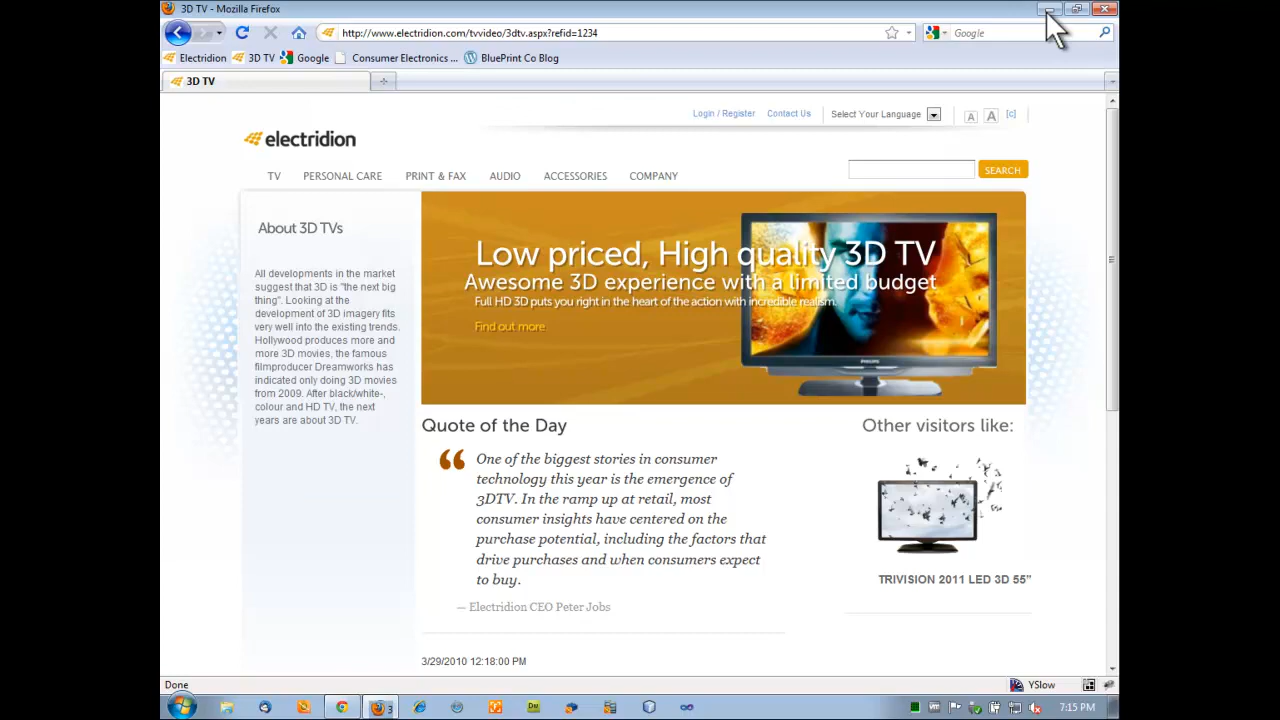 3D TV - Mozilla Firefox
http://www.electridion.com/tvvideo/3dtv.aspx?refid=1234
Google
Electridion 3D TV Google Consumer Electronics ... BluePrint Co Blog
3D TV
Login / Register Contact Us Select Your Language A A [c]
electridion
TV PERSONAL CARE PRINT & FAX AUDIO ACCESSORIES COMPANY SEARCH
About 3D TVs
All developments in the market
suggest that 3D is "the next big
thing". Looking at the
development of 3D imagery fits
very well into the existing trends.
Hollywood produces more and
more 3D movies, the famous
filmproducer Dreamworks has
indicated only doing 3D movies
from 2009. After black/white-,
colour and HD TV, the next
years are about 3D TV.
Low priced, High quality 3D TV
Awesome 3D experience with a limited budget
Full HD 3D puts you right in the heart of the action with incredible realism.
Find out more
PHILIPS
Quote of the Day
“ One of the biggest stories in consumer
technology this year is the emergence of
3DTV. In the ramp up at retail, most
consumer insights have centered on the
purchase potential, including the factors that
drive purchases and when consumers expect
to buy.
— Electridion CEO Peter Jobs
Other visitors like:
TRIVISION 2011 LED 3D 55”
3/29/2010 12:18:00 PM
Done YSlow
3 Dw 7:15 PM